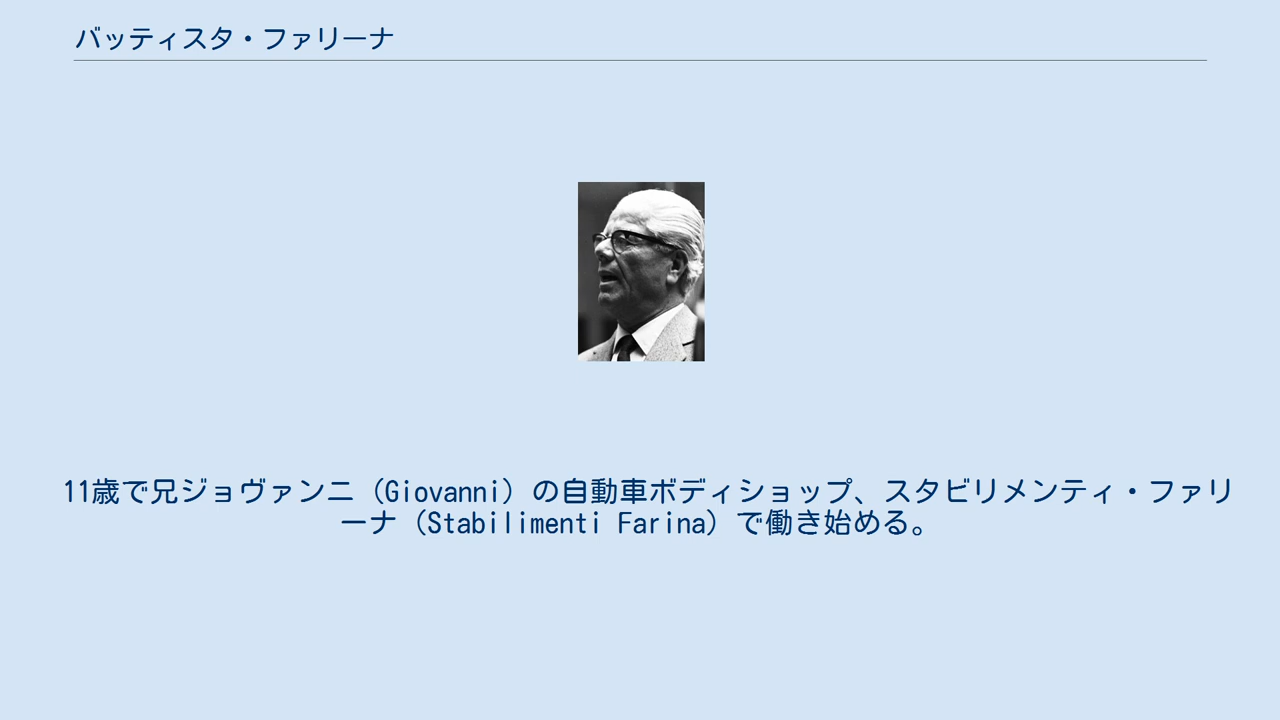 バッティスタ・ファリーナ
11歳で兄ジョヴァンニ（Giovanni）の自動車ボディショップ、スタビリメンティ・ファリ
ーナ（Stabilimenti Farina）で働き始める。